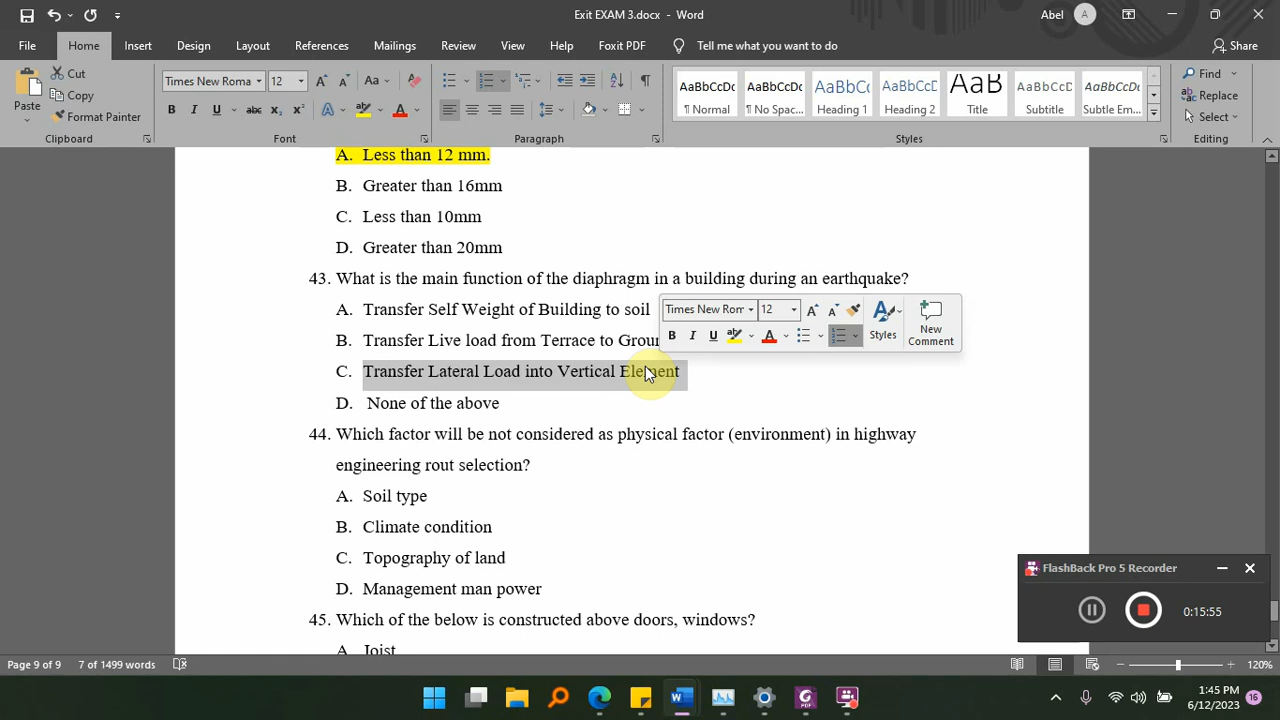 Exit EXAM 3.docx - Word
Abel
A
File Home Insert Design Layout References Mailings Review View Help Foxit PDF Tell me what you want to do Share
Paste
Cut
Copy
Format Painter
Clipboard
Times New Roma 12
Font
Paragraph
AaBbCcDc AaBbCcDc AaBbCc AaBbCcC AaB AaBbCcD AaBbCcDc
¶ Normal ¶ No Spac... Heading 1 Heading 2 Title Subtitle Subtle Em...
Styles
Find
Replace
Select
Editing
A. Less than 12 mm.
B. Greater than 16mm
C. Less than 10mm
D. Greater than 20mm
43. What is the main function of the diaphragm in a building during an earthquake?
A. Transfer Self Weight of Building to soil
B. Transfer Live load from Terrace to Groun
C. Transfer Lateral Load into Vertical Element
D. None of the above
Times New Rom 12
Styles
New
Comment
44. Which factor will be not considered as physical factor (environment) in highway
engineering rout selection?
A. Soil type
B. Climate condition
C. Topography of land
D. Management man power
45. Which of the below is constructed above doors, windows?
A. Joist
FlashBack Pro 5 Recorder
0:15:55
Page 9 of 9 7 of 1499 words
120%
1:45 PM
6/12/2023
16